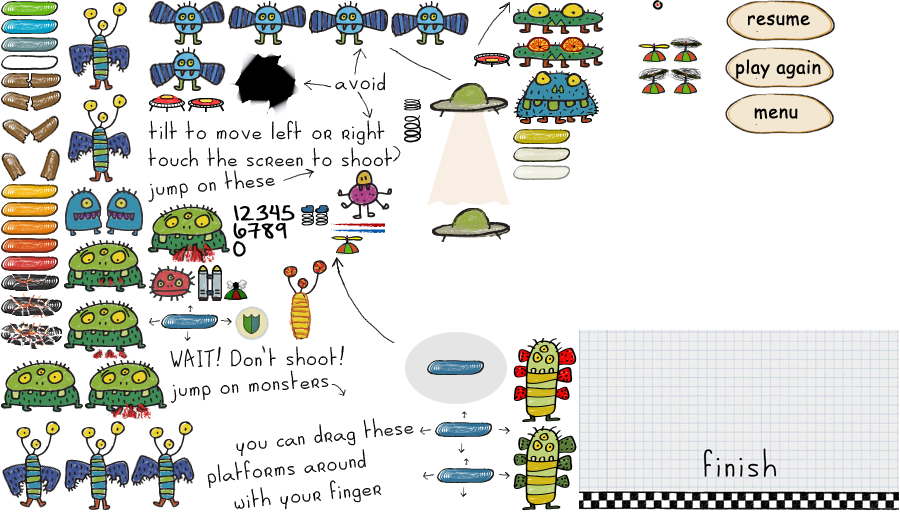 resume
play again
menu
avoid
tilt to move left or right
touch the screen to shoot
jump on these
12345
6789
0
WAIT! Don't shoot!
jump on monsters
you can drag these
platforms around
with your finger
finish